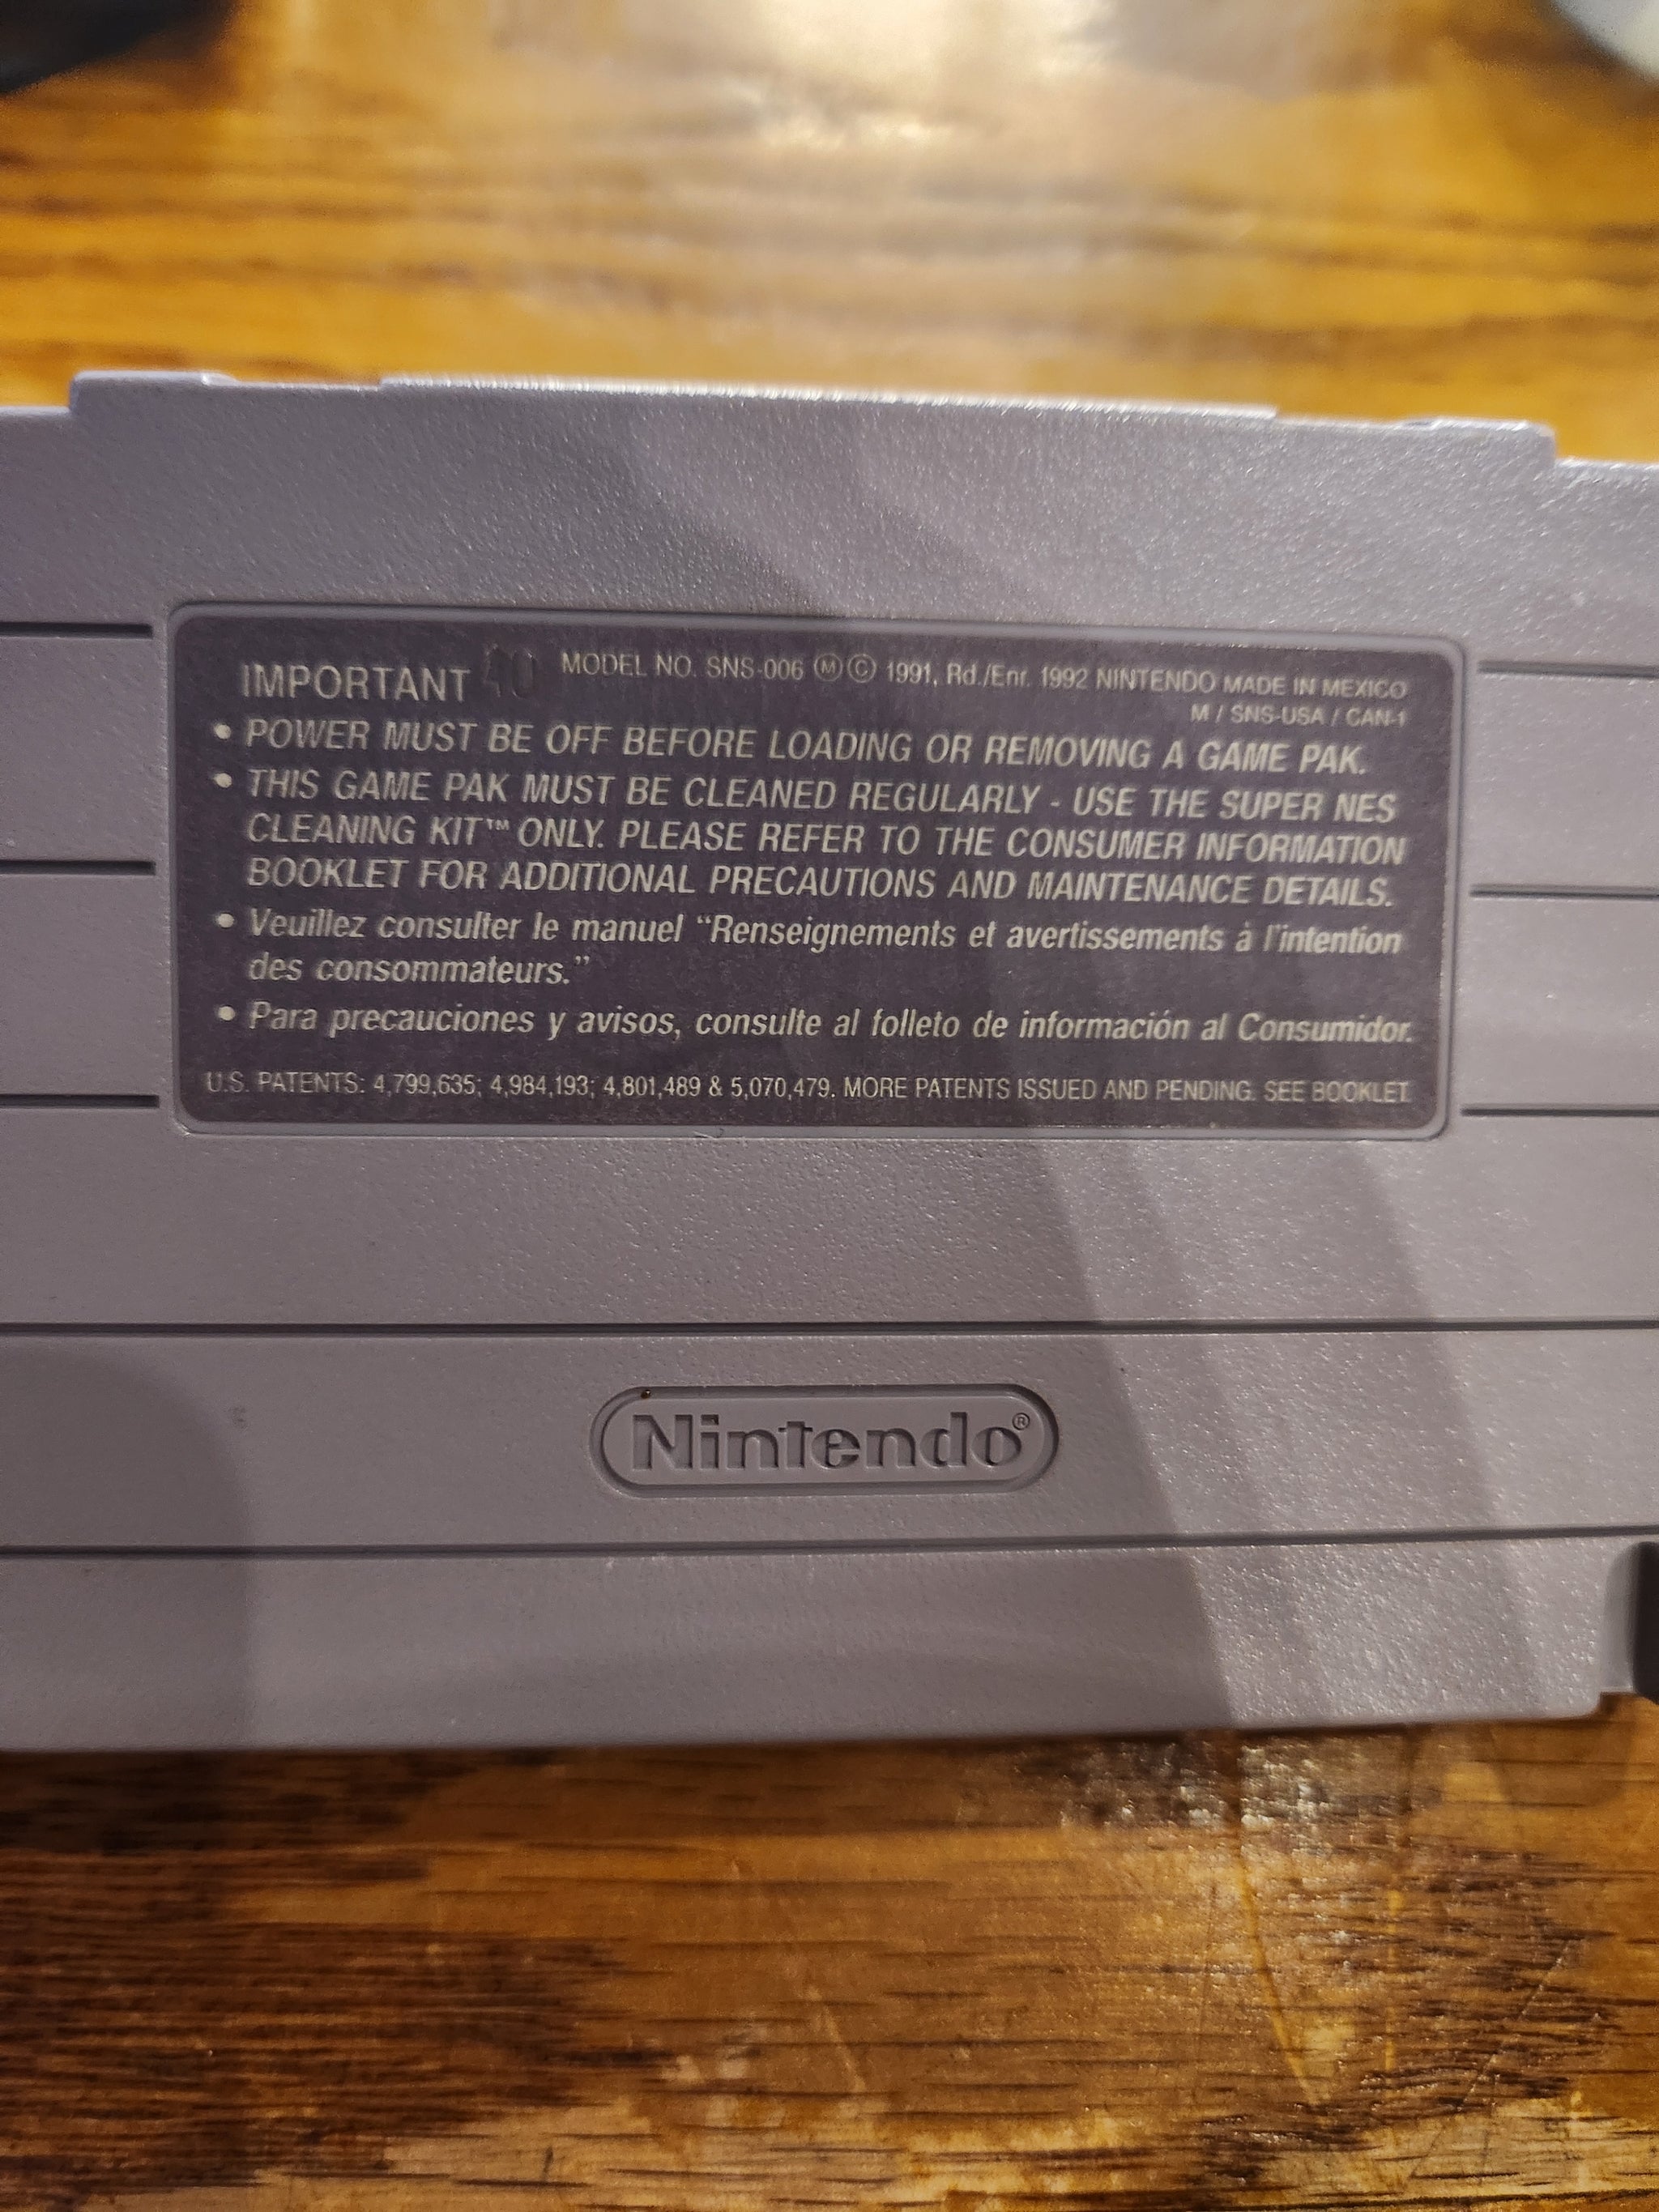 IMPORTANT 40 MODEL NO. SNS-006 Ⓜ © 1991, Rd./Enr. 1992 NINTENDO MADE IN MEXICO
M / SNS-USA / CAN-1
• POWER MUST BE OFF BEFORE LOADING OR REMOVING A GAME PAK.
• THIS GAME PAK MUST BE CLEANED REGULARLY - USE THE SUPER NES
CLEANING KIT™ ONLY. PLEASE REFER TO THE CONSUMER INFORMATION
BOOKLET FOR ADDITIONAL PRECAUTIONS AND MAINTENANCE DETAILS.
• Veuillez consulter le manuel “Renseignements et avertissements à l'intention
des consommateurs.”
• Para precauciones y avisos, consulte al folleto de información al Consumidor.
U.S. PATENTS: 4,799,635; 4,984,193; 4,801,489 & 5,070,479. MORE PATENTS ISSUED AND PENDING. SEE BOOKLET.
Nintendo®